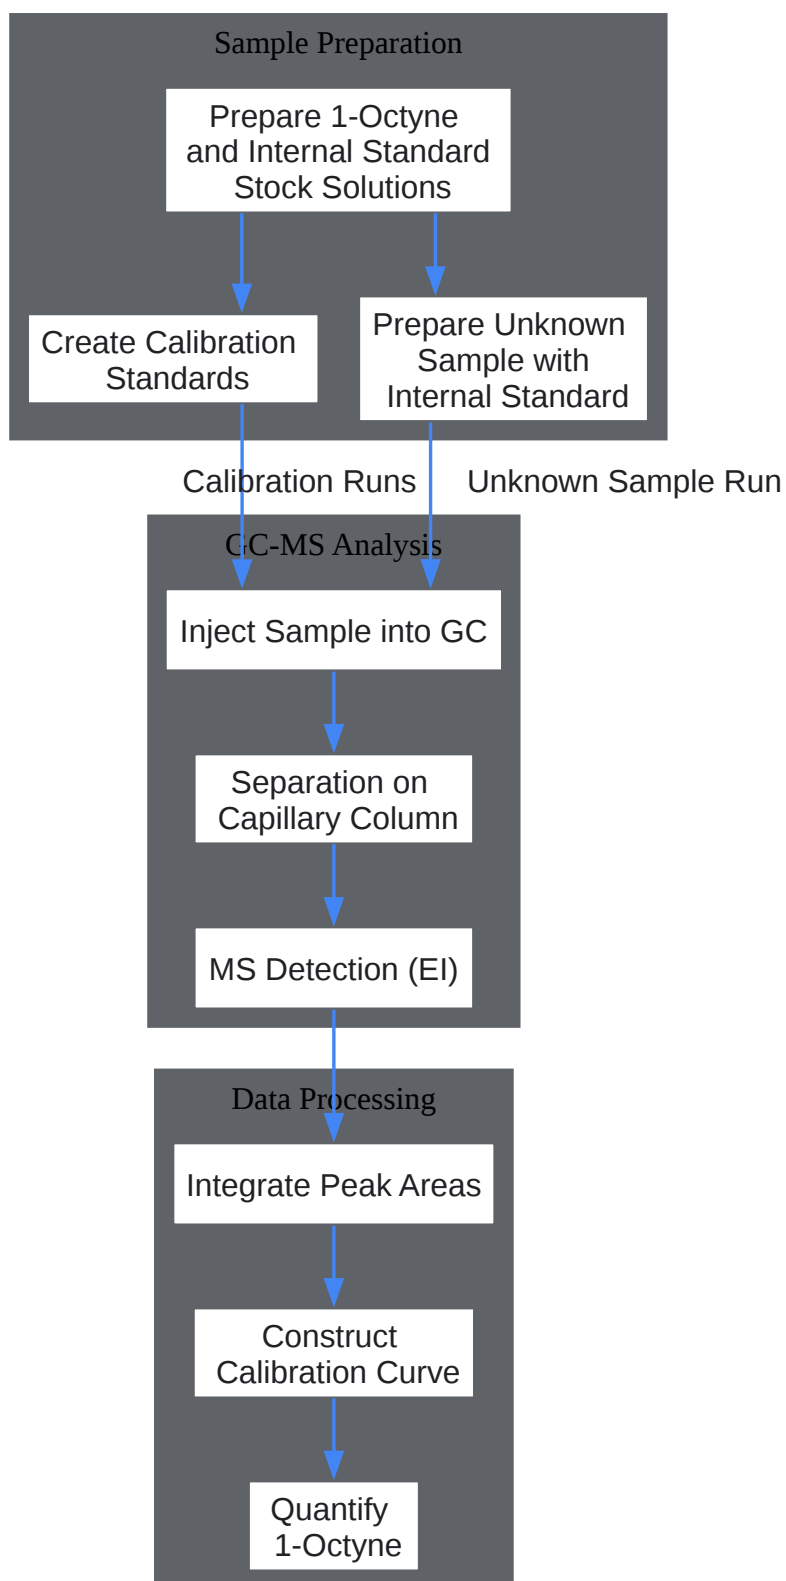 Sample Preparation
Prepare 1-Octyne
and Internal Standard
Stock Solutions
Create Calibration
Standards
Prepare Unknown
Sample with
Internal Standard
Calibration Runs
Unknown Sample Run
GC-MS Analysis
Inject Sample into GC
Separation on
Capillary Column
MS Detection (EI)
Data Processing
Integrate Peak Areas
Construct
Calibration Curve
Quantify
1-Octyne